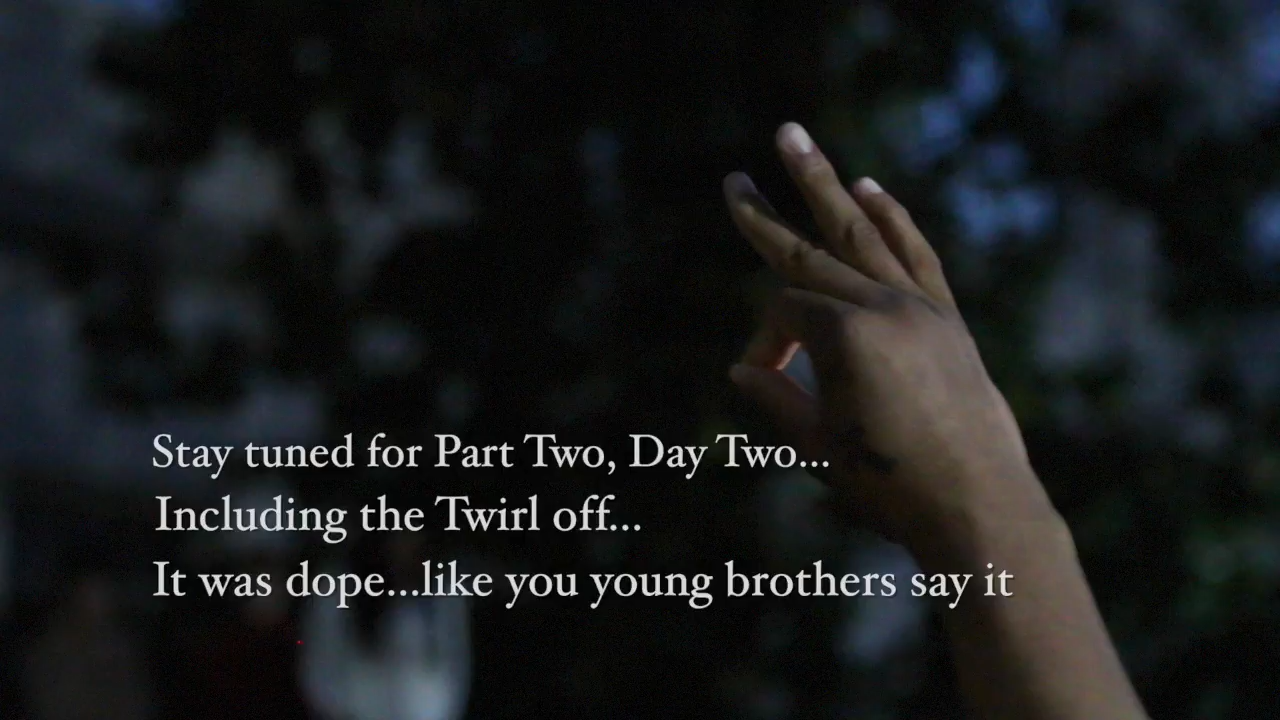 Stay tuned for Part Two, Day Two...
Including the Twirl off...
It was dope...like you young brothers say it